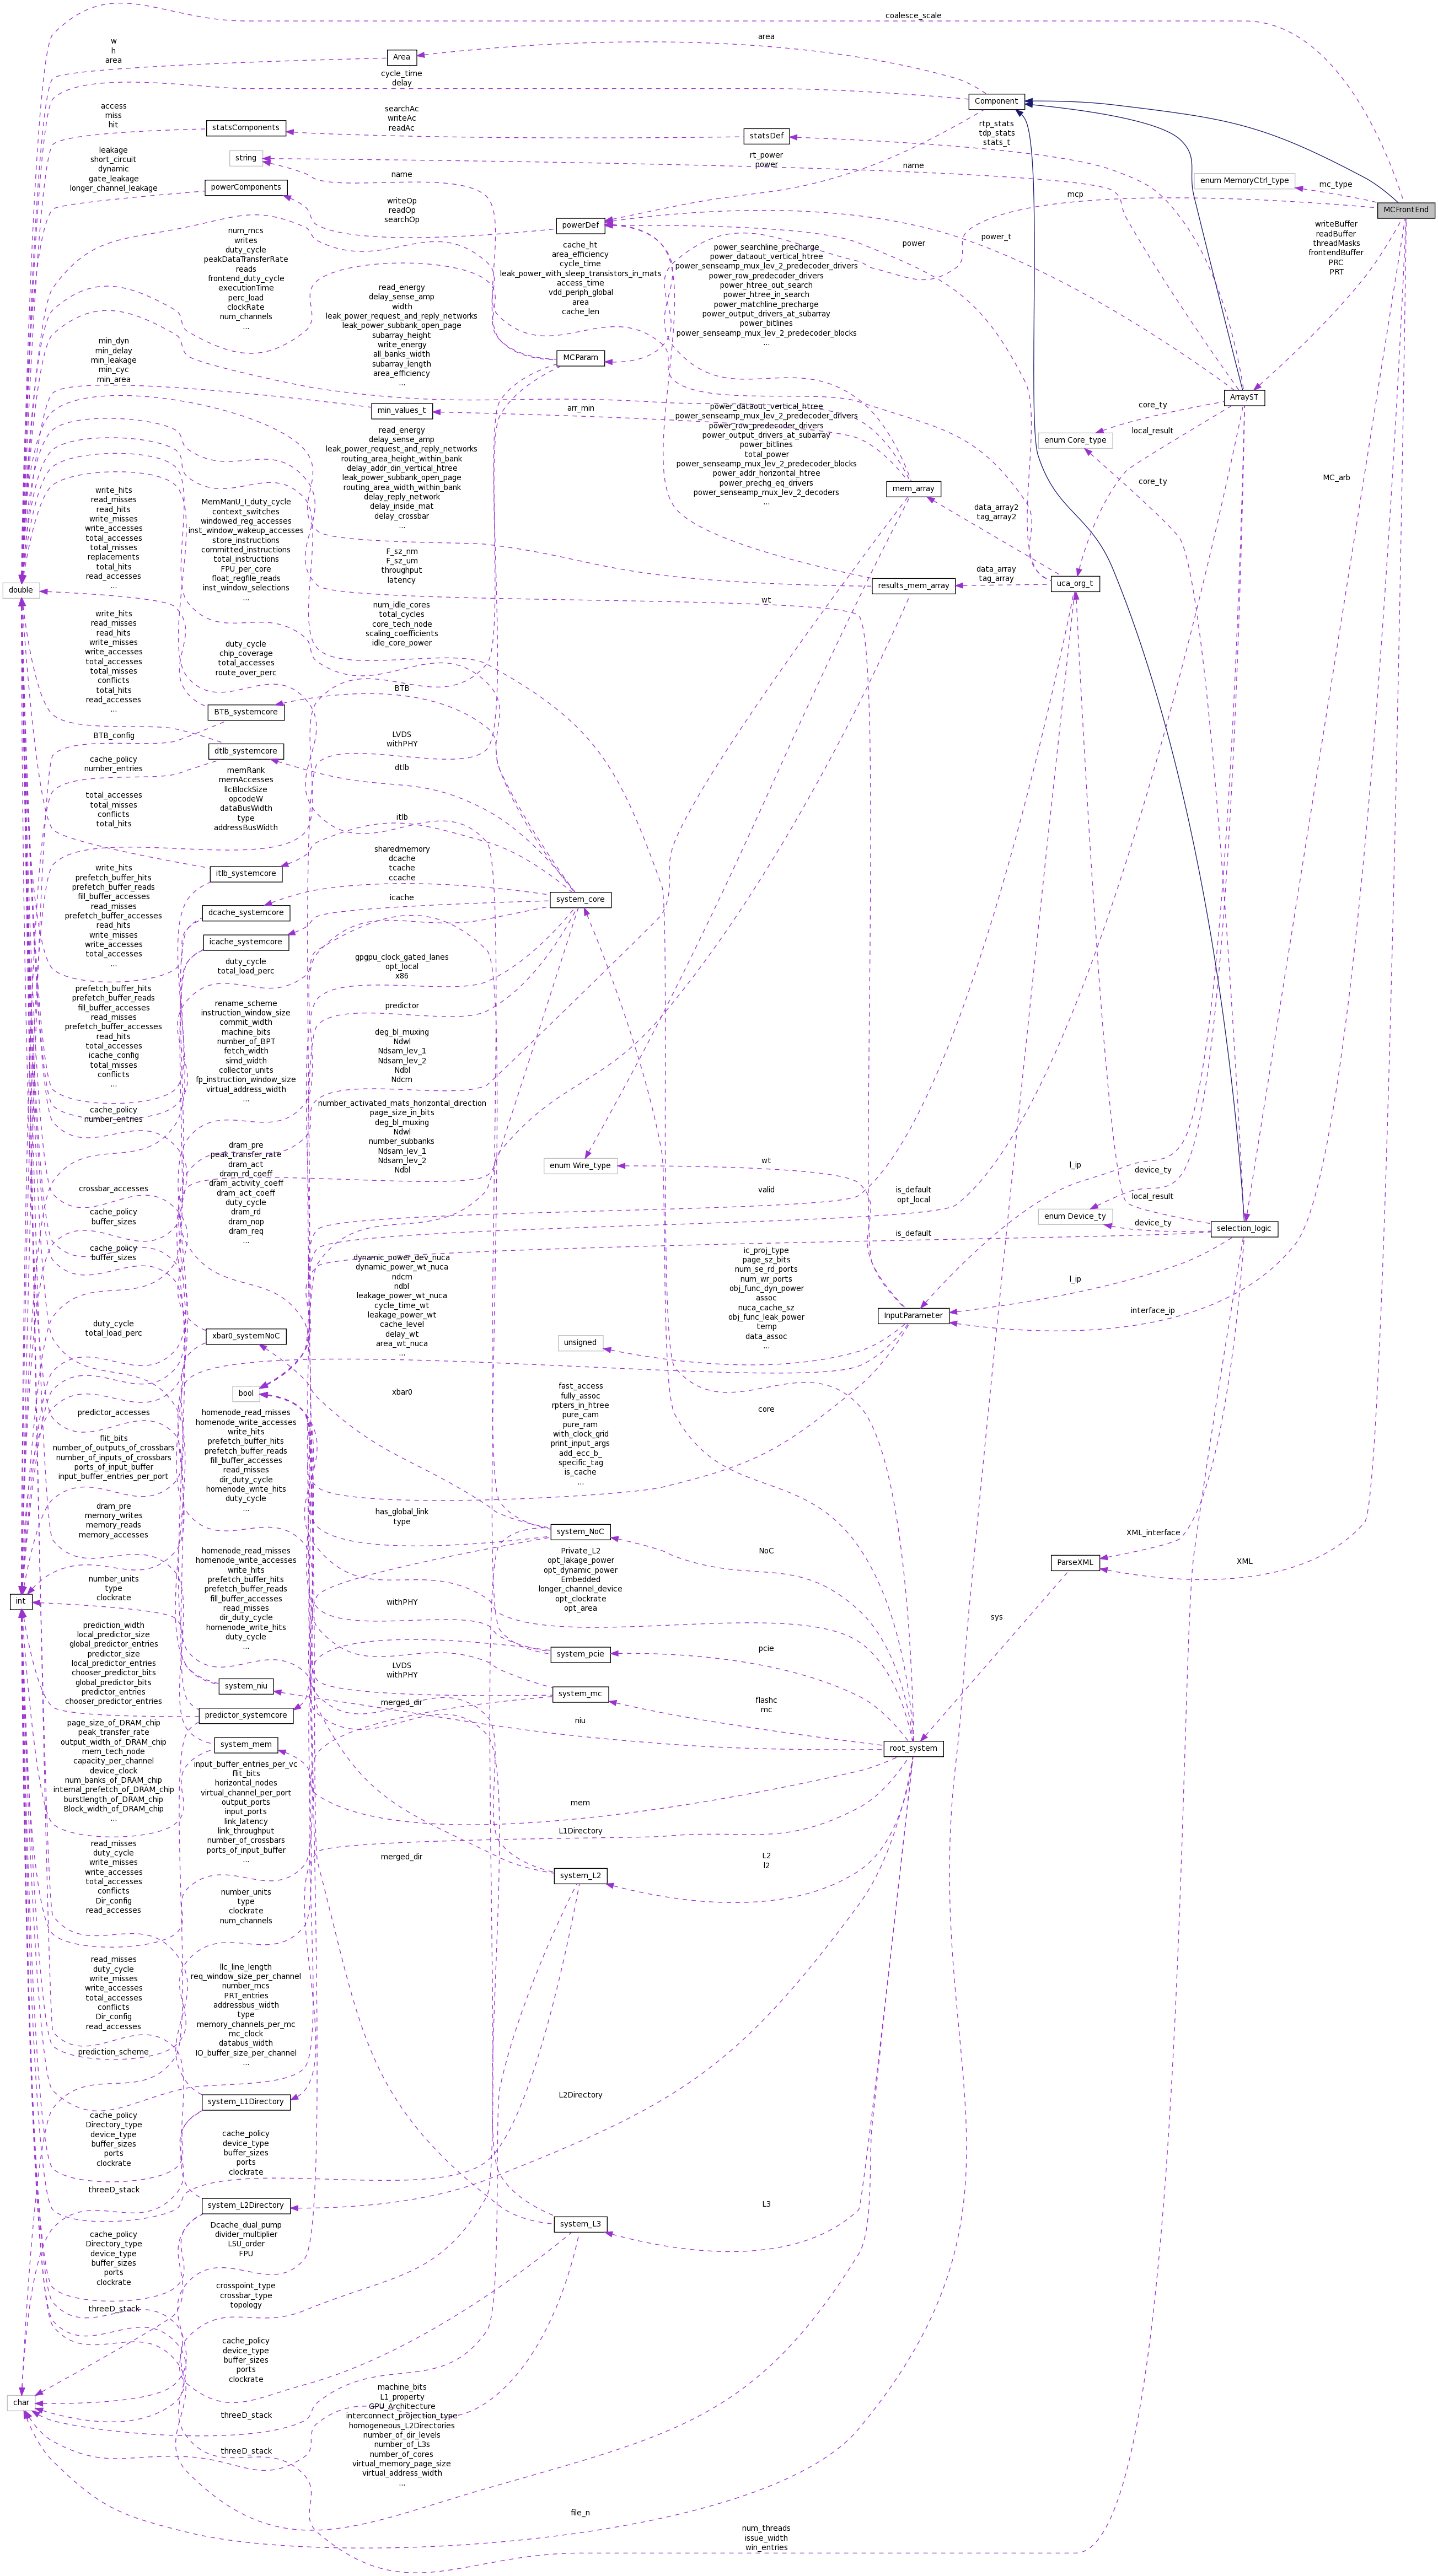 coalesce_scale
w
h
area
area
Area
cycle_time
delay
Component
access
miss
hit
searchAc
writeAc
readAc
statsComponents
statsDef
rtp_stats
tdp_stats
stats_t
string
leakage
short_circuit
dynamic
gate_leakage
longer_channel_leakage
rt_power
power
name
name
enum MemoryCtrl_type
mc_type
powerComponents
mcp
MCFrontEnd
writeOp
readOp
searchOp
powerDef
power
power_t
writeBuffer
readBuffer
threadMasks
frontendBuffer
PRC
PRT
num_mcs
writes
duty_cycle
peakDataTransferRate
reads
frontend_duty_cycle
executionTime
perc_load
clockRate
num_channels
...
cache_ht
area_efficiency
cycle_time
leak_power_with_sleep_transistors_in_mats
access_time
vdd_periph_global
area
cache_len
power_searchline_precharge
power_dataout_vertical_htree
power_senseamp_mux_lev_2_predecoder_drivers
power_row_predecoder_drivers
power_htree_out_search
power_htree_in_search
power_matchline_precharge
power_output_drivers_at_subarray
power_bitlines
power_senseamp_mux_lev_2_predecoder_blocks
...
read_energy
delay_sense_amp
width
leak_power_request_and_reply_networks
leak_power_subbank_open_page
subarray_height
write_energy
all_banks_width
subarray_length
area_efficiency
...
MCParam
min_dyn
min_delay
min_leakage
min_cyc
min_area
min_values_t
arr_min
ArrayST
core_ty
enum Core_type
local_result
power_dataout_vertical_htree
power_senseamp_mux_lev_2_predecoder_drivers
power_row_predecoder_drivers
power_output_drivers_at_subarray
power_bitlines
total_power
power_senseamp_mux_lev_2_predecoder_blocks
power_addr_horizontal_htree
power_prechg_eq_drivers
power_senseamp_mux_lev_2_decoders
...
read_energy
delay_sense_amp
leak_power_request_and_reply_networks
routing_area_height_within_bank
delay_addr_din_vertical_htree
leak_power_subbank_open_page
routing_area_width_within_bank
delay_reply_network
delay_inside_mat
delay_crossbar
...
mem_array
core_ty
MC_arb
data_array2
tag_array2
write_hits
read_misses
read_hits
write_misses
write_accesses
total_accesses
total_misses
replacements
total_hits
read_accesses
...
MemManU_I_duty_cycle
context_switches
windowed_reg_accesses
inst_window_wakeup_accesses
store_instructions
committed_instructions
total_instructions
FPU_per_core
float_regfile_reads
inst_window_selections
...
F_sz_nm
F_sz_um
throughput
latency
results_mem_array
data_array
tag_array
uca_org_t
double
wt
num_idle_cores
total_cycles
core_tech_node
scaling_coefficients
idle_core_power
write_hits
read_misses
read_hits
write_misses
write_accesses
total_accesses
total_misses
conflicts
total_hits
read_accesses
...
duty_cycle
chip_coverage
total_accesses
route_over_perc
BTB
BTB_systemcore
BTB_config
LVDS
withPHY
dtlb_systemcore
dtlb
cache_policy
number_entries
memRank
memAccesses
llcBlockSize
opcodeW
dataBusWidth
type
addressBusWidth
total_accesses
total_misses
conflicts
total_hits
itlb
itlb_systemcore
sharedmemory
dcache
tcache
ccache
system_core
icache
dcache_systemcore
icache_systemcore
write_hits
prefetch_buffer_hits
prefetch_buffer_reads
fill_buffer_accesses
read_misses
prefetch_buffer_accesses
read_hits
write_misses
write_accesses
total_accesses
...
duty_cycle
total_load_perc
gpgpu_clock_gated_lanes
opt_local
x86
predictor
prefetch_buffer_hits
prefetch_buffer_reads
fill_buffer_accesses
read_misses
prefetch_buffer_accesses
read_hits
total_accesses
icache_config
total_misses
conflicts
...
rename_scheme
instruction_window_size
commit_width
machine_bits
number_of_BPT
fetch_width
simd_width
collector_units
fp_instruction_window_size
virtual_address_width
...
deg_bl_muxing
Ndwl
Ndsam_lev_1
Ndsam_lev_2
Ndbl
Ndcm
cache_policy
number_entries
number_activated_mats_horizontal_direction
page_size_in_bits
deg_bl_muxing
Ndwl
number_subbanks
Ndsam_lev_1
Ndsam_lev_2
Ndbl
enum Wire_type
wt
l_ip
device_ty
dram_pre
peak_transfer_rate
dram_act
dram_rd_coeff
dram_activity_coeff
dram_act_coeff
duty_cycle
dram_rd
dram_nop
dram_req
...
crossbar_accesses
valid
is_default
opt_local
local_result
enum Device_ty
device_ty
selection_logic
cache_policy
buffer_sizes
is_default
cache_policy
buffer_sizes
dynamic_power_dev_nuca
dynamic_power_wt_nuca
ndcm
ndbl
leakage_power_wt_nuca
cycle_time_wt
leakage_power_wt
cache_level
delay_wt
area_wt_nuca
...
ic_proj_type
page_sz_bits
num_se_rd_ports
num_wr_ports
obj_func_dyn_power
assoc
nuca_cache_sz
obj_func_leak_power
temp
data_assoc
...
l_ip
InputParameter
interface_ip
duty_cycle
total_load_perc
xbar0_systemNoC
unsigned
bool
xbar0
core
predictor_accesses
fast_access
fully_assoc
rpters_in_htree
pure_cam
pure_ram
with_clock_grid
print_input_args
add_ecc_b_
specific_tag
is_cache
...
homenode_read_misses
homenode_write_accesses
write_hits
prefetch_buffer_hits
prefetch_buffer_reads
fill_buffer_accesses
read_misses
dir_duty_cycle
homenode_write_hits
duty_cycle
...
flit_bits
number_of_outputs_of_crossbars
number_of_inputs_of_crossbars
ports_of_input_buffer
input_buffer_entries_per_port
dram_pre
memory_writes
memory_reads
memory_accesses
has_global_link
type
system_NoC
NoC
XML_interface
ParseXML
XML
Private_L2
opt_lakage_power
opt_dynamic_power
Embedded
longer_channel_device
opt_clockrate
opt_area
homenode_read_misses
homenode_write_accesses
write_hits
prefetch_buffer_hits
prefetch_buffer_reads
fill_buffer_accesses
read_misses
dir_duty_cycle
homenode_write_hits
duty_cycle
...
number_units
type
clockrate
int
withPHY
sys
prediction_width
local_predictor_size
global_predictor_entries
predictor_size
local_predictor_entries
chooser_predictor_bits
global_predictor_bits
predictor_entries
chooser_predictor_entries
system_pcie
pcie
LVDS
withPHY
system_niu
system_mc
flashc
mc
merged_dir
predictor_systemcore
niu
page_size_of_DRAM_chip
peak_transfer_rate
output_width_of_DRAM_chip
mem_tech_node
capacity_per_channel
device_clock
num_banks_of_DRAM_chip
internal_prefetch_of_DRAM_chip
burstlength_of_DRAM_chip
Block_width_of_DRAM_chip
...
system_mem
root_system
input_buffer_entries_per_vc
flit_bits
horizontal_nodes
virtual_channel_per_port
output_ports
input_ports
link_latency
link_throughput
number_of_crossbars
ports_of_input_buffer
...
mem
L1Directory
merged_dir
L2
l2
system_L2
read_misses
duty_cycle
write_misses
write_accesses
total_accesses
conflicts
Dir_config
read_accesses
number_units
type
clockrate
num_channels
read_misses
duty_cycle
write_misses
write_accesses
total_accesses
conflicts
Dir_config
read_accesses
llc_line_length
req_window_size_per_channel
number_mcs
PRT_entries
addressbus_width
type
memory_channels_per_mc
mc_clock
databus_width
IO_buffer_size_per_channel
...
prediction_scheme
L2Directory
system_L1Directory
cache_policy
Directory_type
device_type
buffer_sizes
ports
clockrate
cache_policy
device_type
buffer_sizes
ports
clockrate
threeD_stack
system_L2Directory
L3
system_L3
Dcache_dual_pump
divider_multiplier
LSU_order
FPU
cache_policy
Directory_type
device_type
buffer_sizes
ports
clockrate
crosspoint_type
crossbar_type
topology
threeD_stack
cache_policy
device_type
buffer_sizes
ports
clockrate
char
machine_bits
L1_property
GPU_Architecture
interconnect_projection_type
homogeneous_L2Directories
number_of_dir_levels
number_of_L3s
number_of_cores
virtual_memory_page_size
virtual_address_width
...
threeD_stack
threeD_stack
file_n
num_threads
issue_width
win_entries